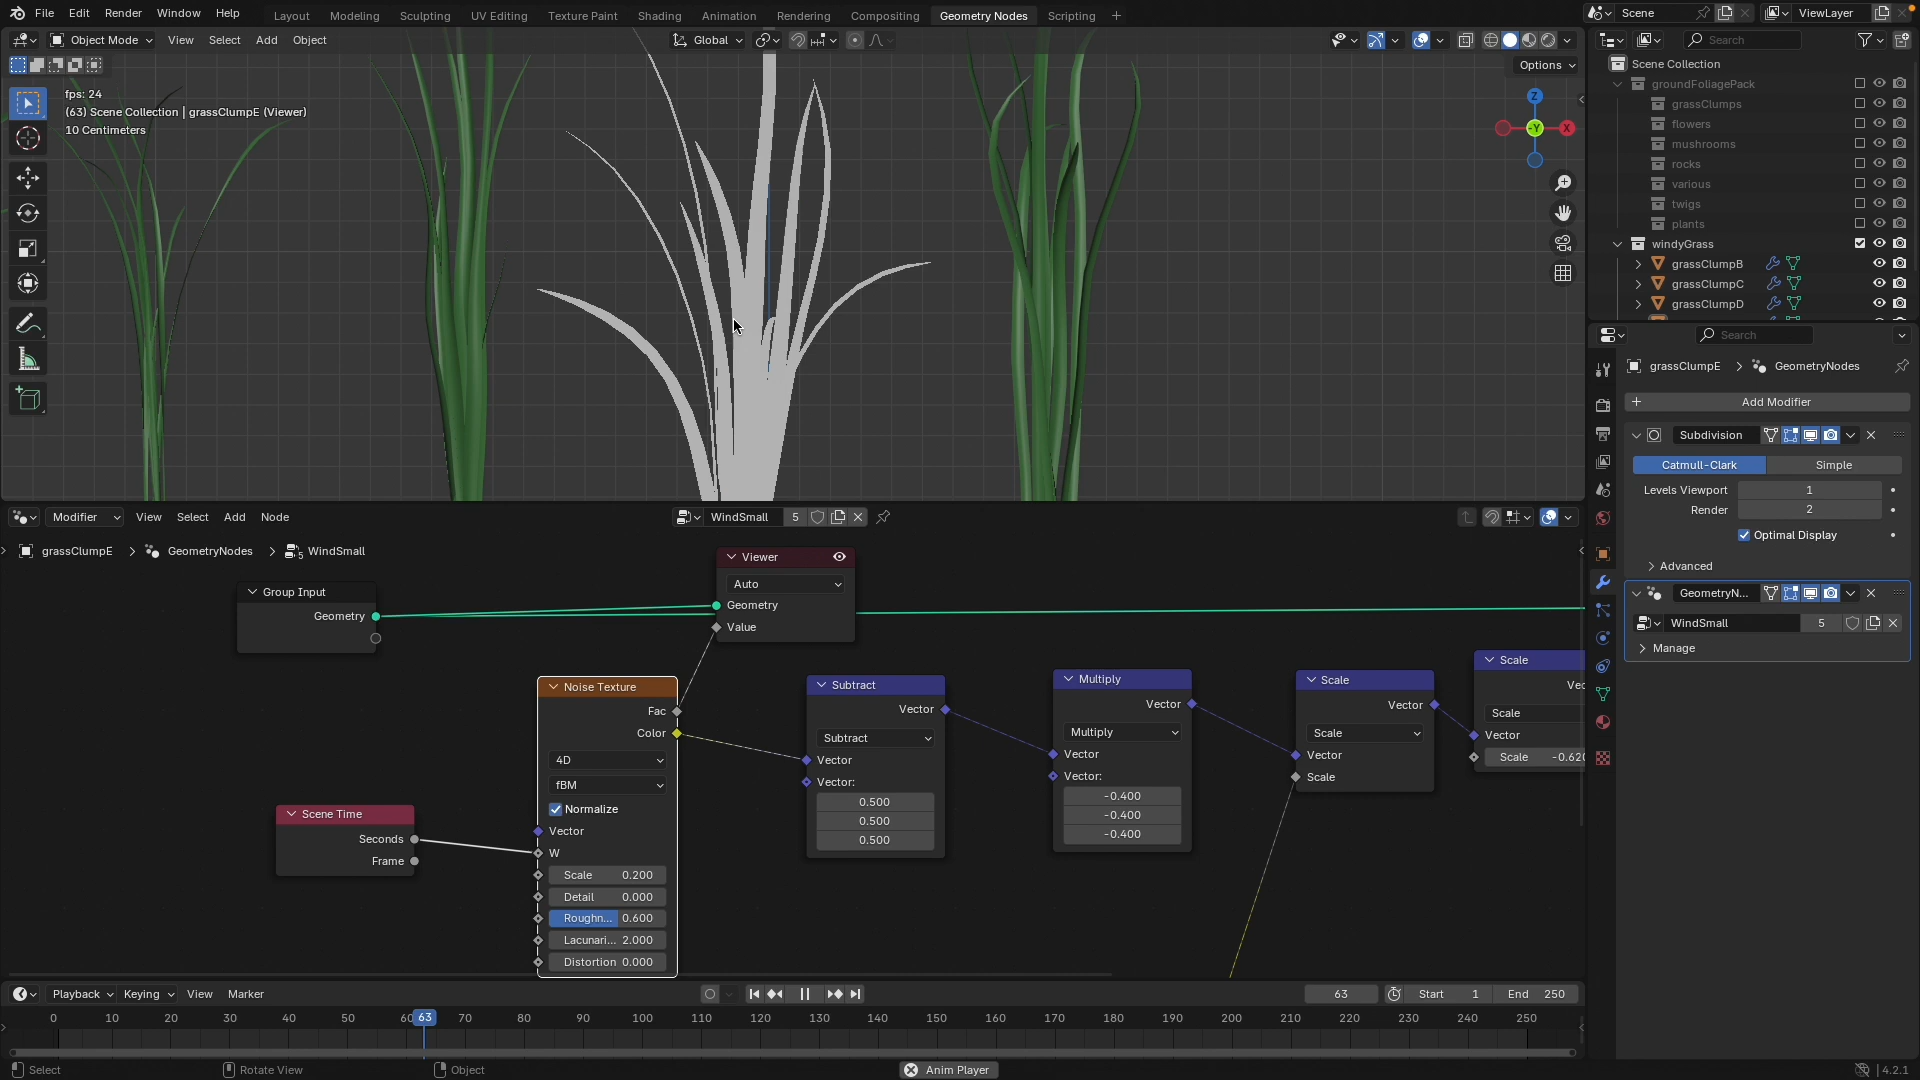 File Edit Render Window Help
Layout Modeling Sculpting UV Editing Texture Paint Shading Animation Rendering Compositing Geometry Nodes Scripting +
Scene ViewLayer
Object Mode View Select Add Object
Global
Options
fps: 24
(63) Scene Collection | grassClumpE (Viewer)
10 Centimeters
Z
-Y
X
Search
Scene Collection
groundFoliagePack
grassClumps
flowers
mushrooms
rocks
various
twigs
plants
windyGrass
grassClumpB
grassClumpC
grassClumpD
Search
grassClumpE > GeometryNodes
+ Add Modifier
Subdivision
Catmull-Clark Simple
Levels Viewport 1
Render 2
Optimal Display
Advanced
GeometryN...
WindSmall 5
Manage
Modifier View Select Add Node
WindSmall 5
grassClumpE > GeometryNodes > 5 WindSmall
Group Input
Geometry
Viewer
Auto
Geometry
Value
Scene Time
Seconds
Frame
Noise Texture
Fac
Color
4D
fBM
Normalize
Vector
W
Scale 0.200
Detail 0.000
Roughn... 0.600
Lacunari... 2.000
Distortion 0.000
Subtract
Vector
Subtract
Vector
Vector:
0.500
0.500
0.500
Multiply
Vector
Multiply
Vector
Vector:
-0.400
-0.400
-0.400
Scale
Vector
Scale
Vector
Scale
Scale
Vec
Scale
Vector
Scale -0.620
Playback Keying View Marker
63 Start 1 End 250
0 10 20 30 40 50 60 63 70 80 90 100 110 120 130 140 150 160 170 180 190 200 210 220 230 240 250
Select Rotate View Object Anim Player 4.2.1